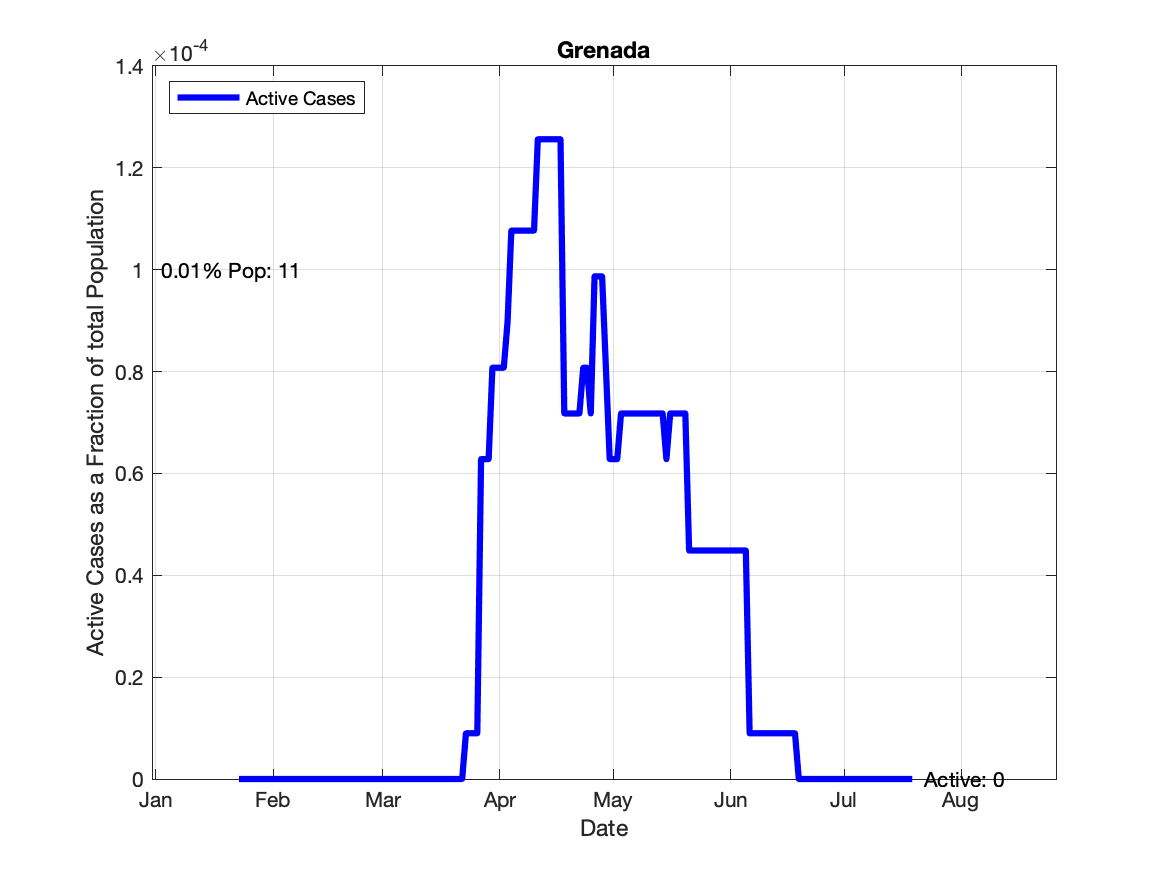 Grenada
×10-4
Active Cases
1.4
1.2
1
0.8
0.6
0.4
0.2
0
0.01% Pop: 11
Active: 0
Active Cases as a Fraction of total Population
Jan Feb Mar Apr May Jun Jul Aug
Date